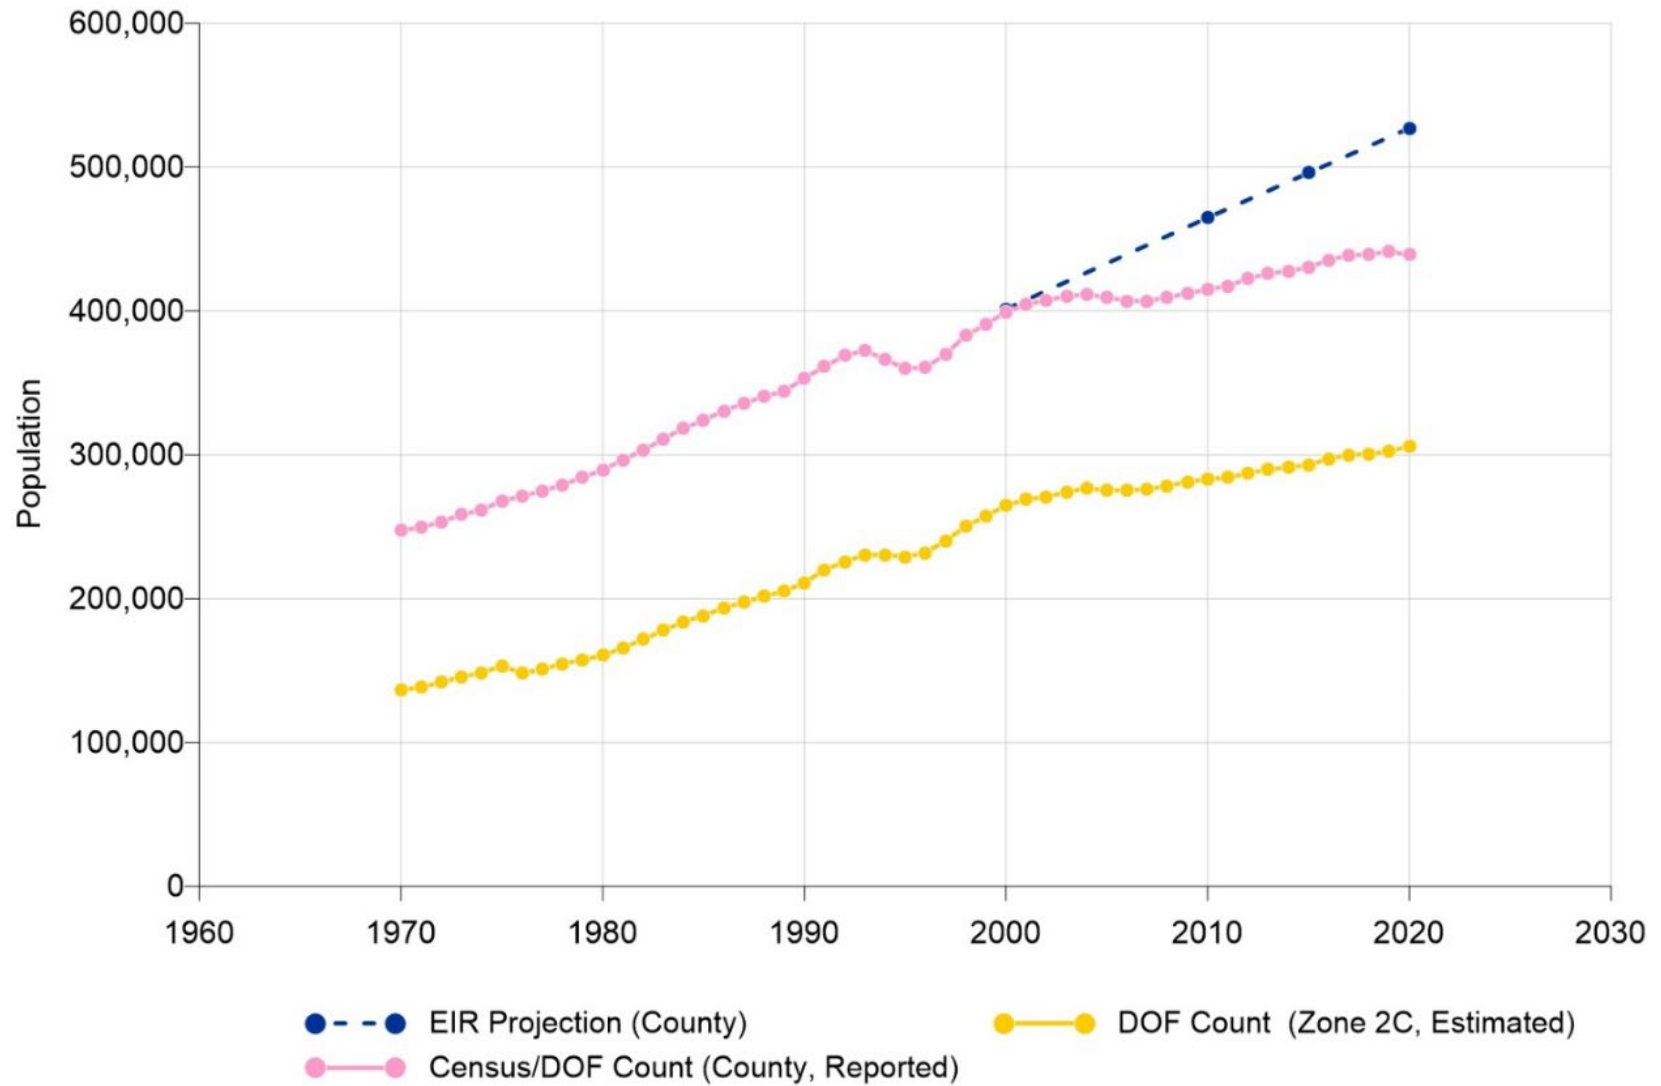 600,000
500,000
400,000
300,000
200,000
100,000
0
Population
1960 1970 1980 1990 2000 2010 2020 2030
EIR Projection (County) DOF Count (Zone 2C, Estimated)
Census/DOF Count (County, Reported)